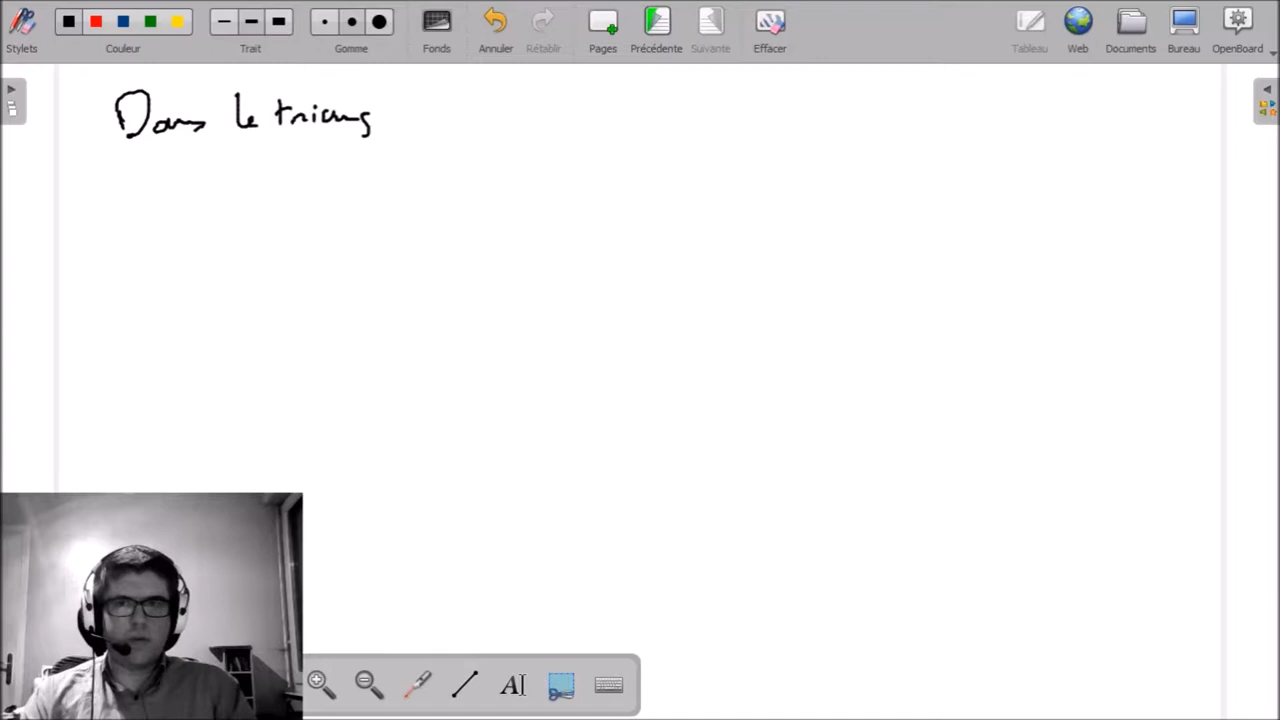 Stylets Couleur Trait Gomme Fonds Annuler Rétablir Pages Précédente Suivante Effacer Tableau Web Documents Bureau OpenBoard
Dans le triang
AI